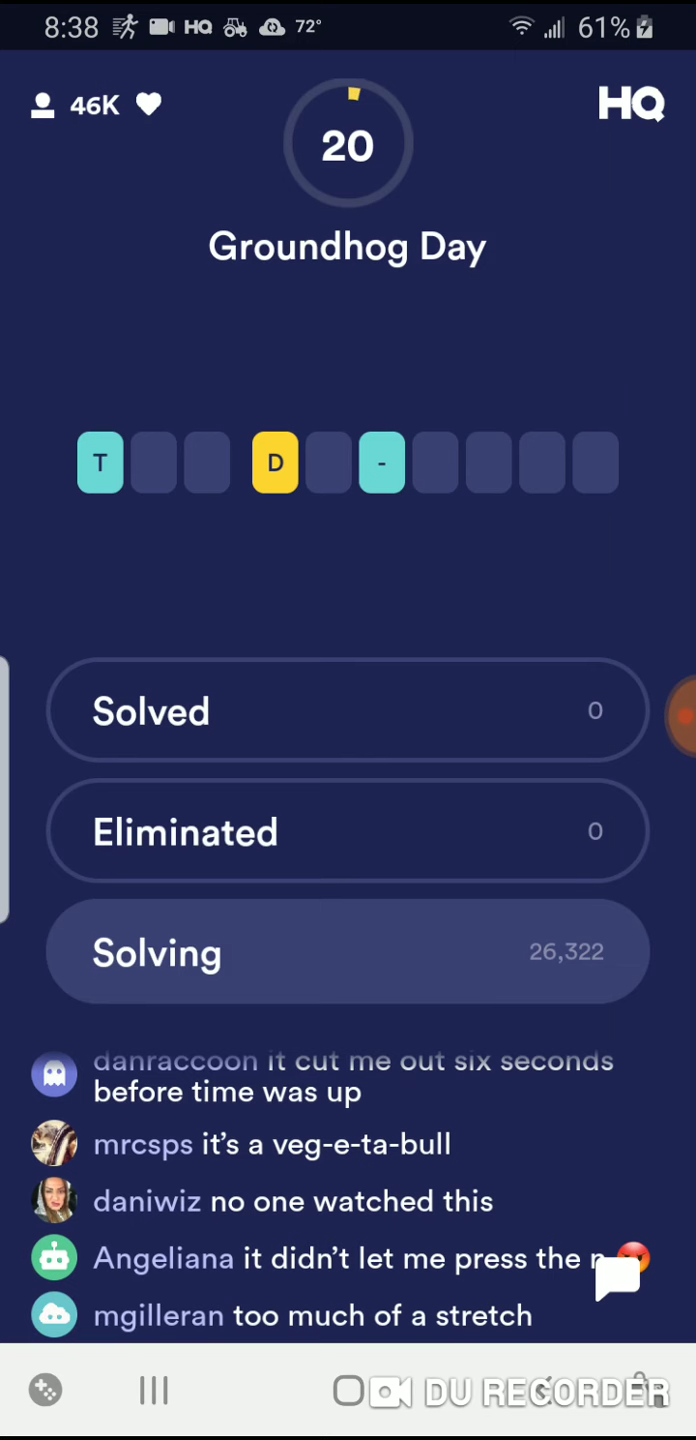 8:38 HQ 72° 61%
46K HQ
20
Groundhog Day
T D -
Solved 0
Eliminated 0
Solving 26,322
danraccoon it cut me out six seconds
before time was up
mrcsps it's a veg-e-ta-bull
daniwiz no one watched this
Angeliana it didn't let me press the n
mgilleran too much of a stretch
DU RECORDER